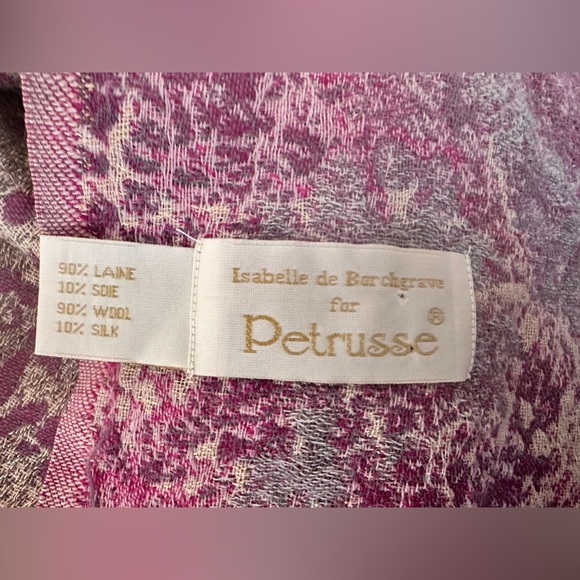 90% LAINE
10% SOIE
90% WOOL
10% SILK
Isabelle de Borchgrave
for
Petrusse ®